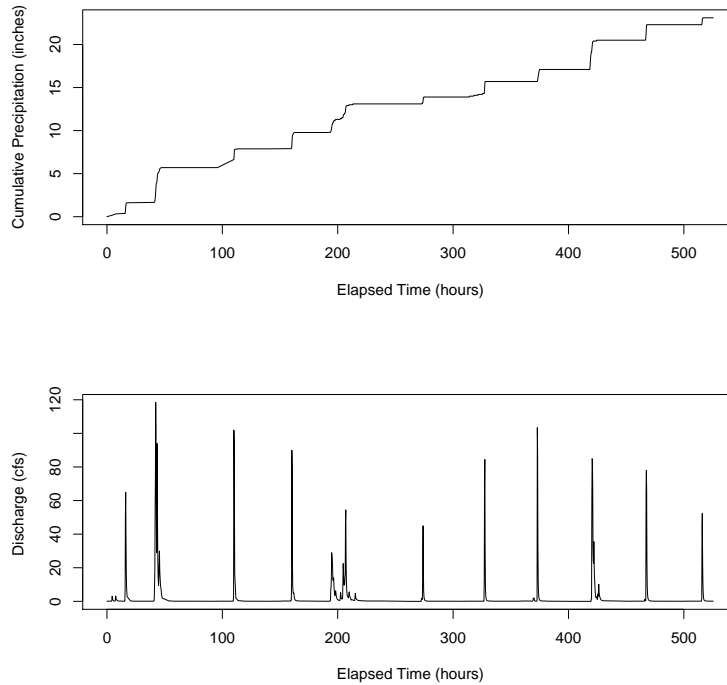 Cumulative Precipitation (inches)
20
15
10
5
0
0 100 200 300 400 500
Elapsed Time (hours)
Discharge (cfs)
120
80
60
40
20
0
0 100 200 300 400 500
Elapsed Time (hours)